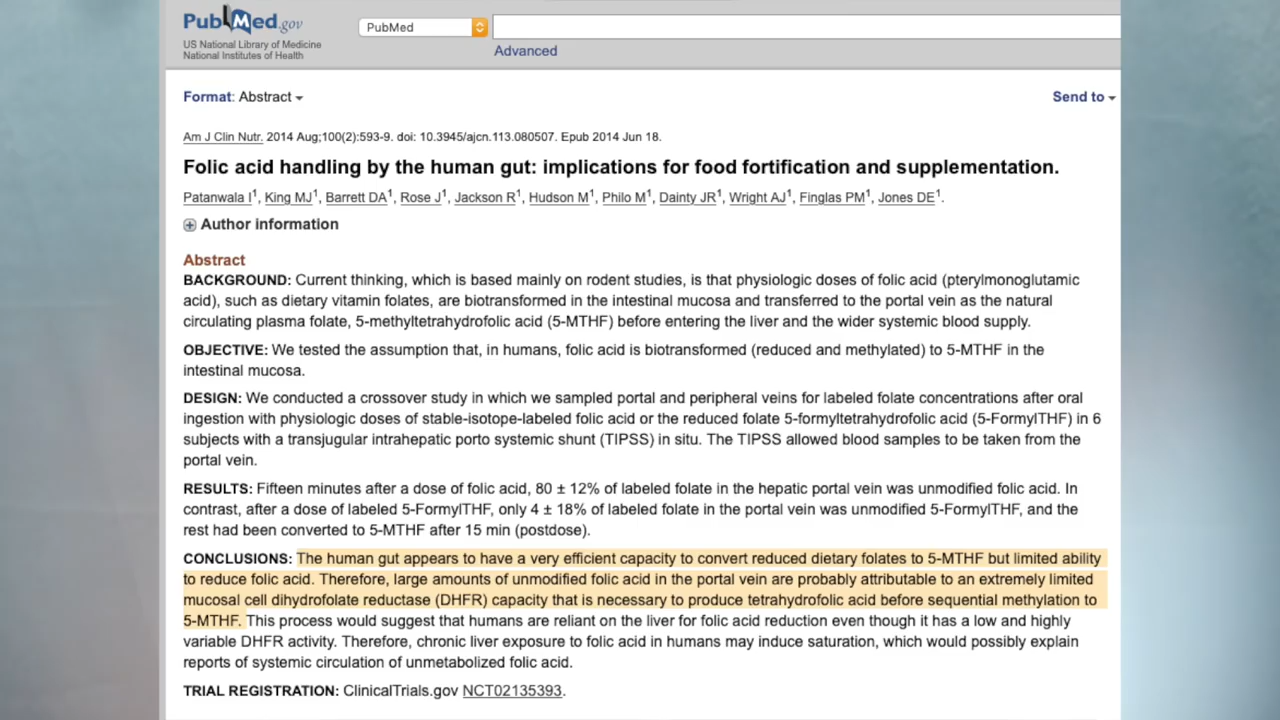 PubMed.gov
US National Library of Medicine
National Institutes of Health
PubMed
Advanced
Format: Abstract
Send to
Am J Clin Nutr. 2014 Aug;100(2):593-9. doi: 10.3945/ajcn.113.080507. Epub 2014 Jun 18.
Folic acid handling by the human gut: implications for food fortification and supplementation.
Patanwala I1, King MJ1, Barrett DA1, Rose J1, Jackson R1, Hudson M1, Philo M1, Dainty JR1, Wright AJ1, Finglas PM1, Jones DE1.
Author information
Abstract
BACKGROUND: Current thinking, which is based mainly on rodent studies, is that physiologic doses of folic acid (pterylmonoglutamic
acid), such as dietary vitamin folates, are biotransformed in the intestinal mucosa and transferred to the portal vein as the natural
circulating plasma folate, 5-methyltetrahydrofolic acid (5-MTHF) before entering the liver and the wider systemic blood supply.
OBJECTIVE: We tested the assumption that, in humans, folic acid is biotransformed (reduced and methylated) to 5-MTHF in the
intestinal mucosa.
DESIGN: We conducted a crossover study in which we sampled portal and peripheral veins for labeled folate concentrations after oral
ingestion with physiologic doses of stable-isotope-labeled folic acid or the reduced folate 5-formyltetrahydrofolic acid (5-FormylTHF) in 6
subjects with a transjugular intrahepatic porto systemic shunt (TIPSS) in situ. The TIPSS allowed blood samples to be taken from the
portal vein.
RESULTS: Fifteen minutes after a dose of folic acid, 80 ± 12% of labeled folate in the hepatic portal vein was unmodified folic acid. In
contrast, after a dose of labeled 5-FormylTHF, only 4 ± 18% of labeled folate in the portal vein was unmodified 5-FormylTHF, and the
rest had been converted to 5-MTHF after 15 min (postdose).
CONCLUSIONS: The human gut appears to have a very efficient capacity to convert reduced dietary folates to 5-MTHF but limited ability
to reduce folic acid. Therefore, large amounts of unmodified folic acid in the portal vein are probably attributable to an extremely limited
mucosal cell dihydrofolate reductase (DHFR) capacity that is necessary to produce tetrahydrofolic acid before sequential methylation to
5-MTHF. This process would suggest that humans are reliant on the liver for folic acid reduction even though it has a low and highly
variable DHFR activity. Therefore, chronic liver exposure to folic acid in humans may induce saturation, which would possibly explain
reports of systemic circulation of unmetabolized folic acid.
TRIAL REGISTRATION: ClinicalTrials.gov NCT02135393.